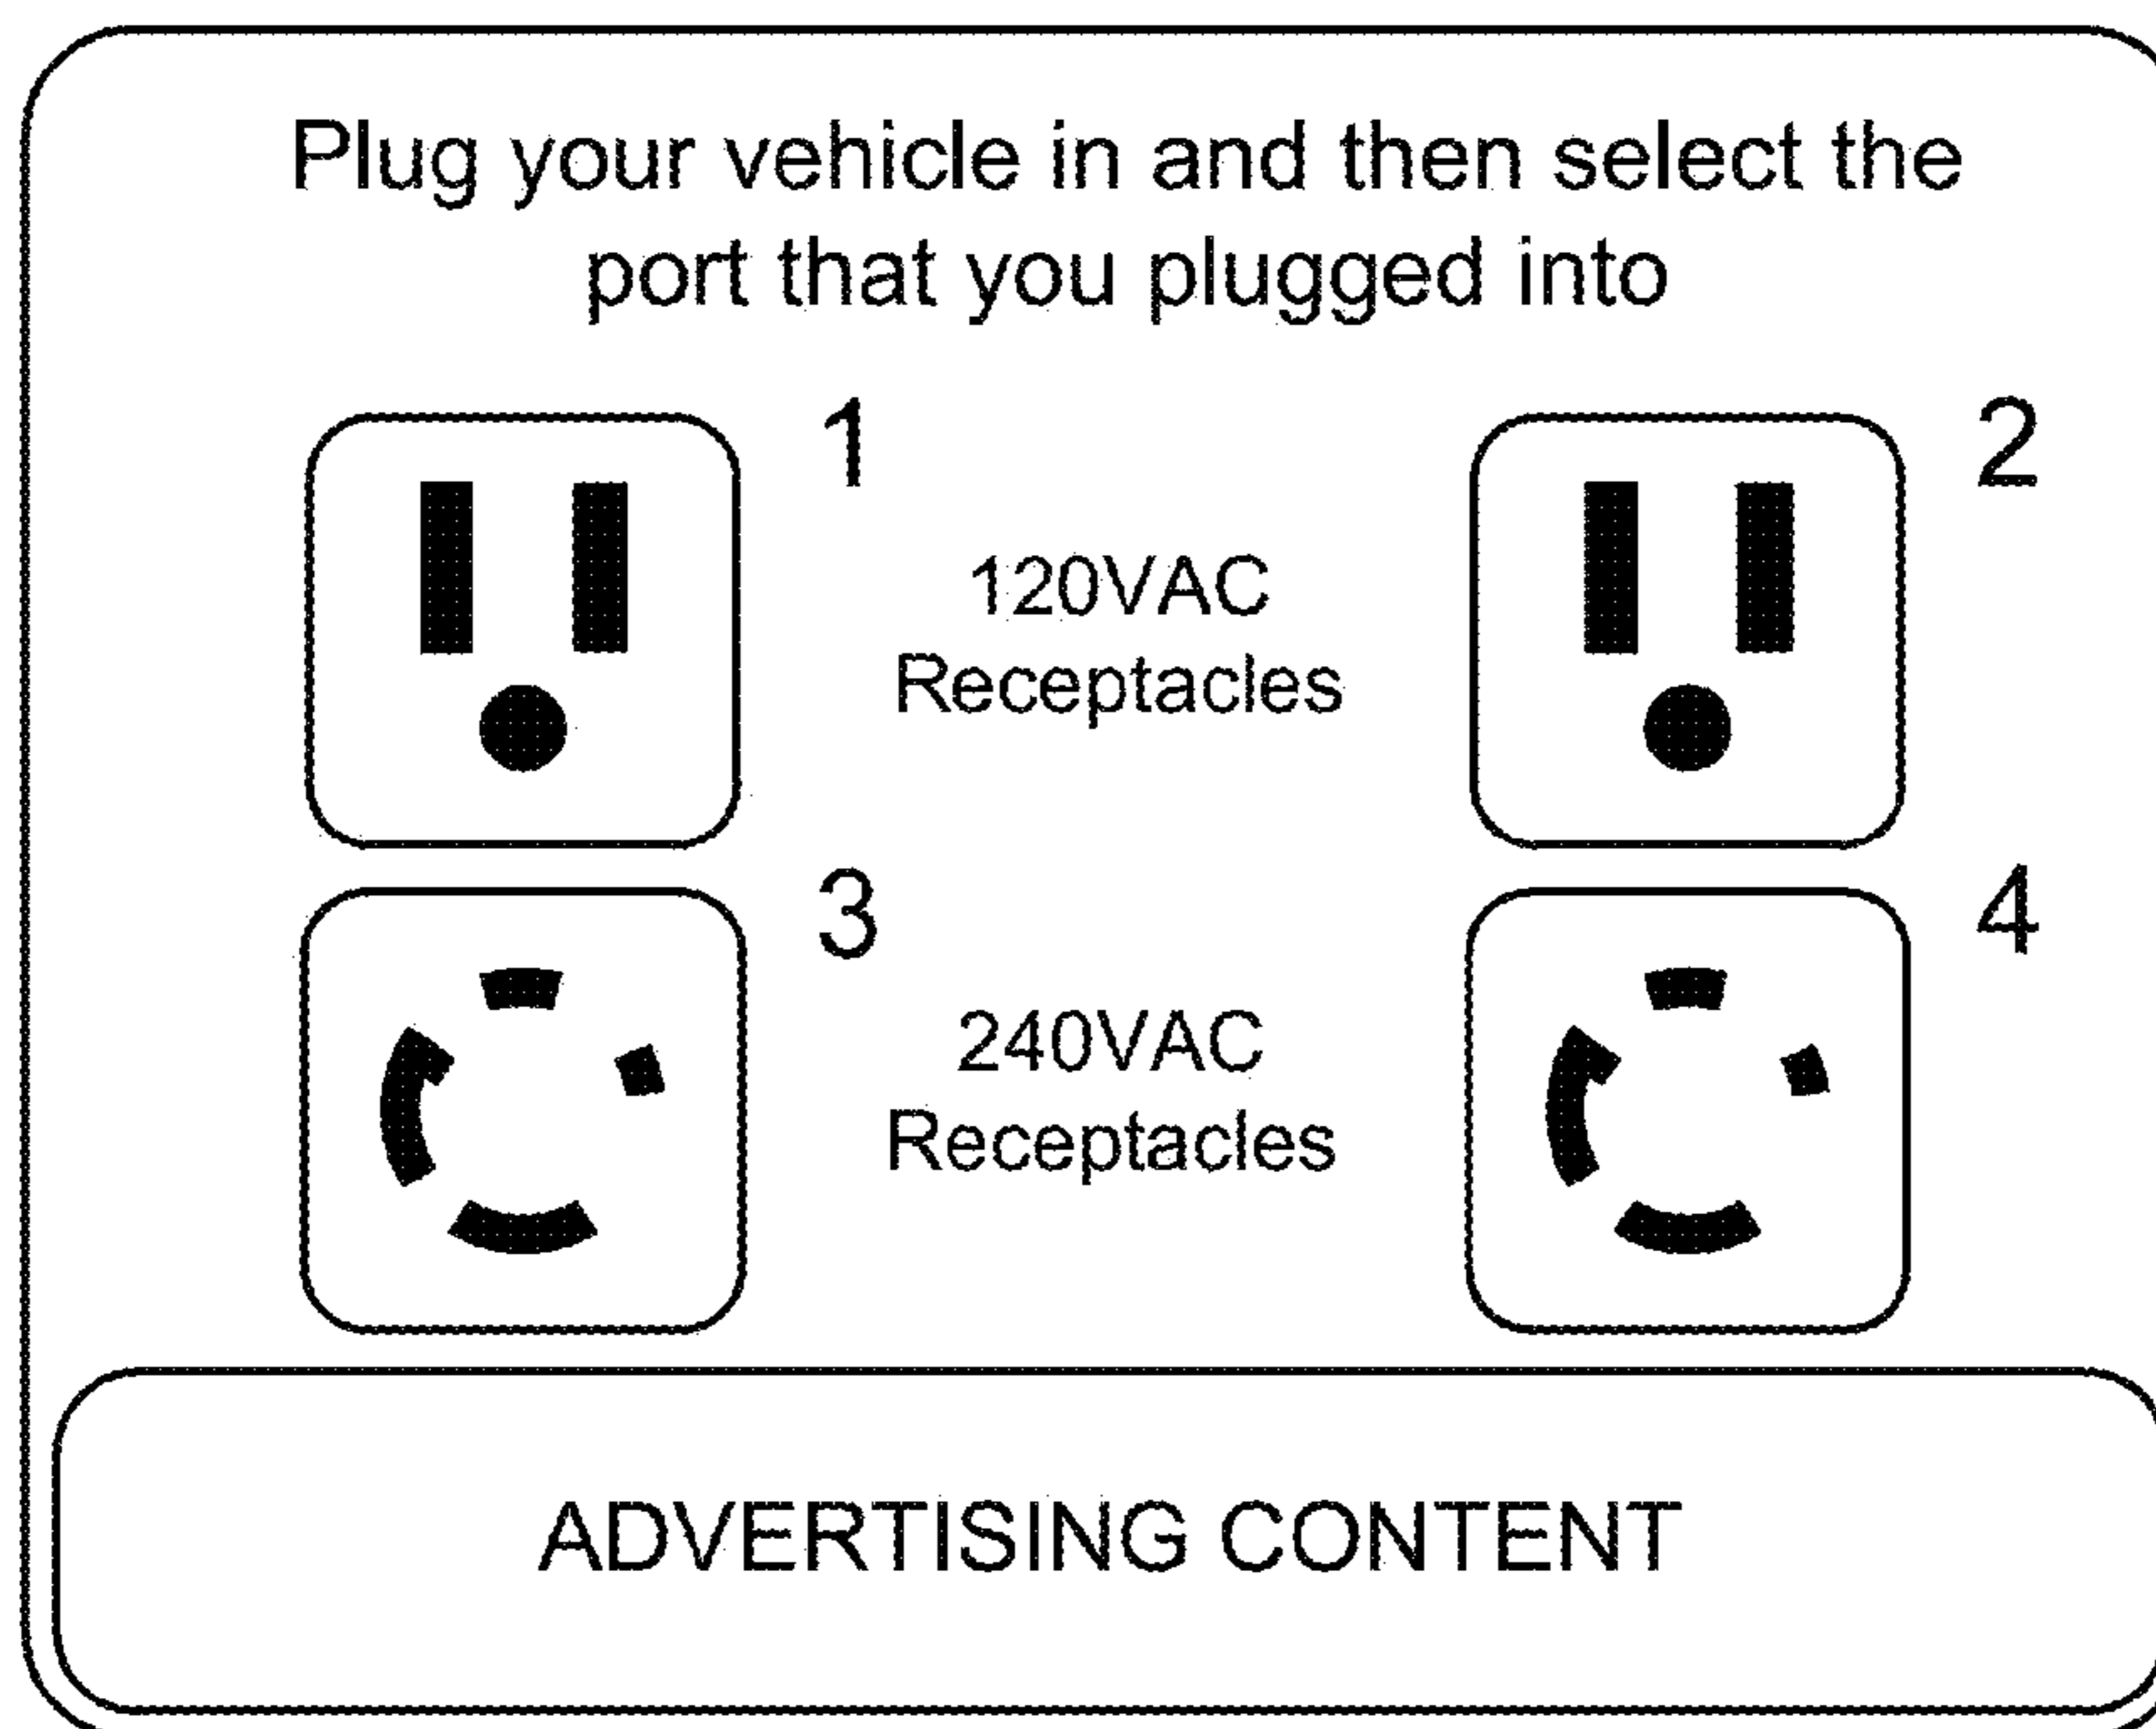 Plug your vehicle in and then select the
port that you plugged into
1
2
120VAC
Receptacles
3
4
240VAC
Receptacles
ADVERTISING CONTENT